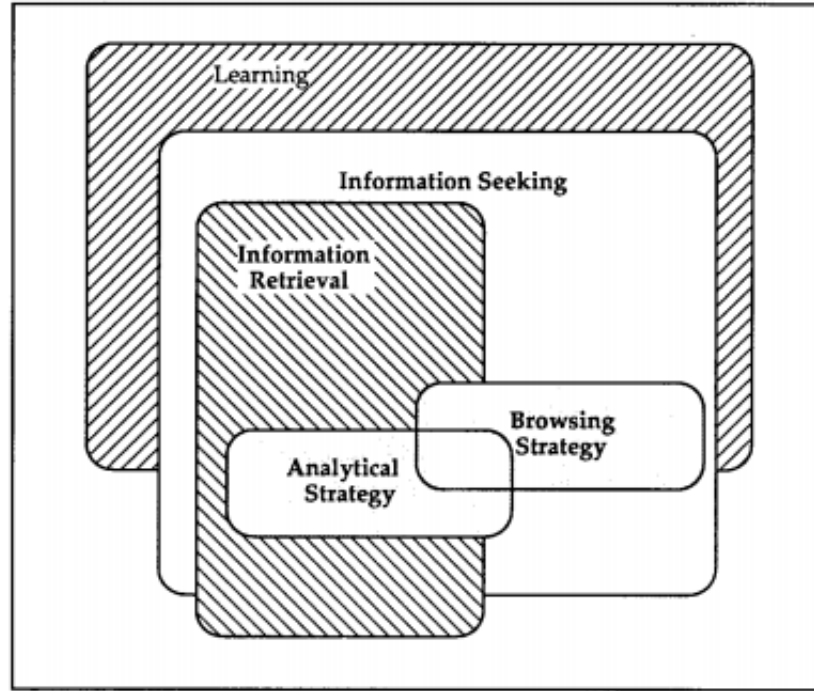 Learning
Information Seeking
Information
Retrieval
Browsing
Strategy
Analytical
Strategy